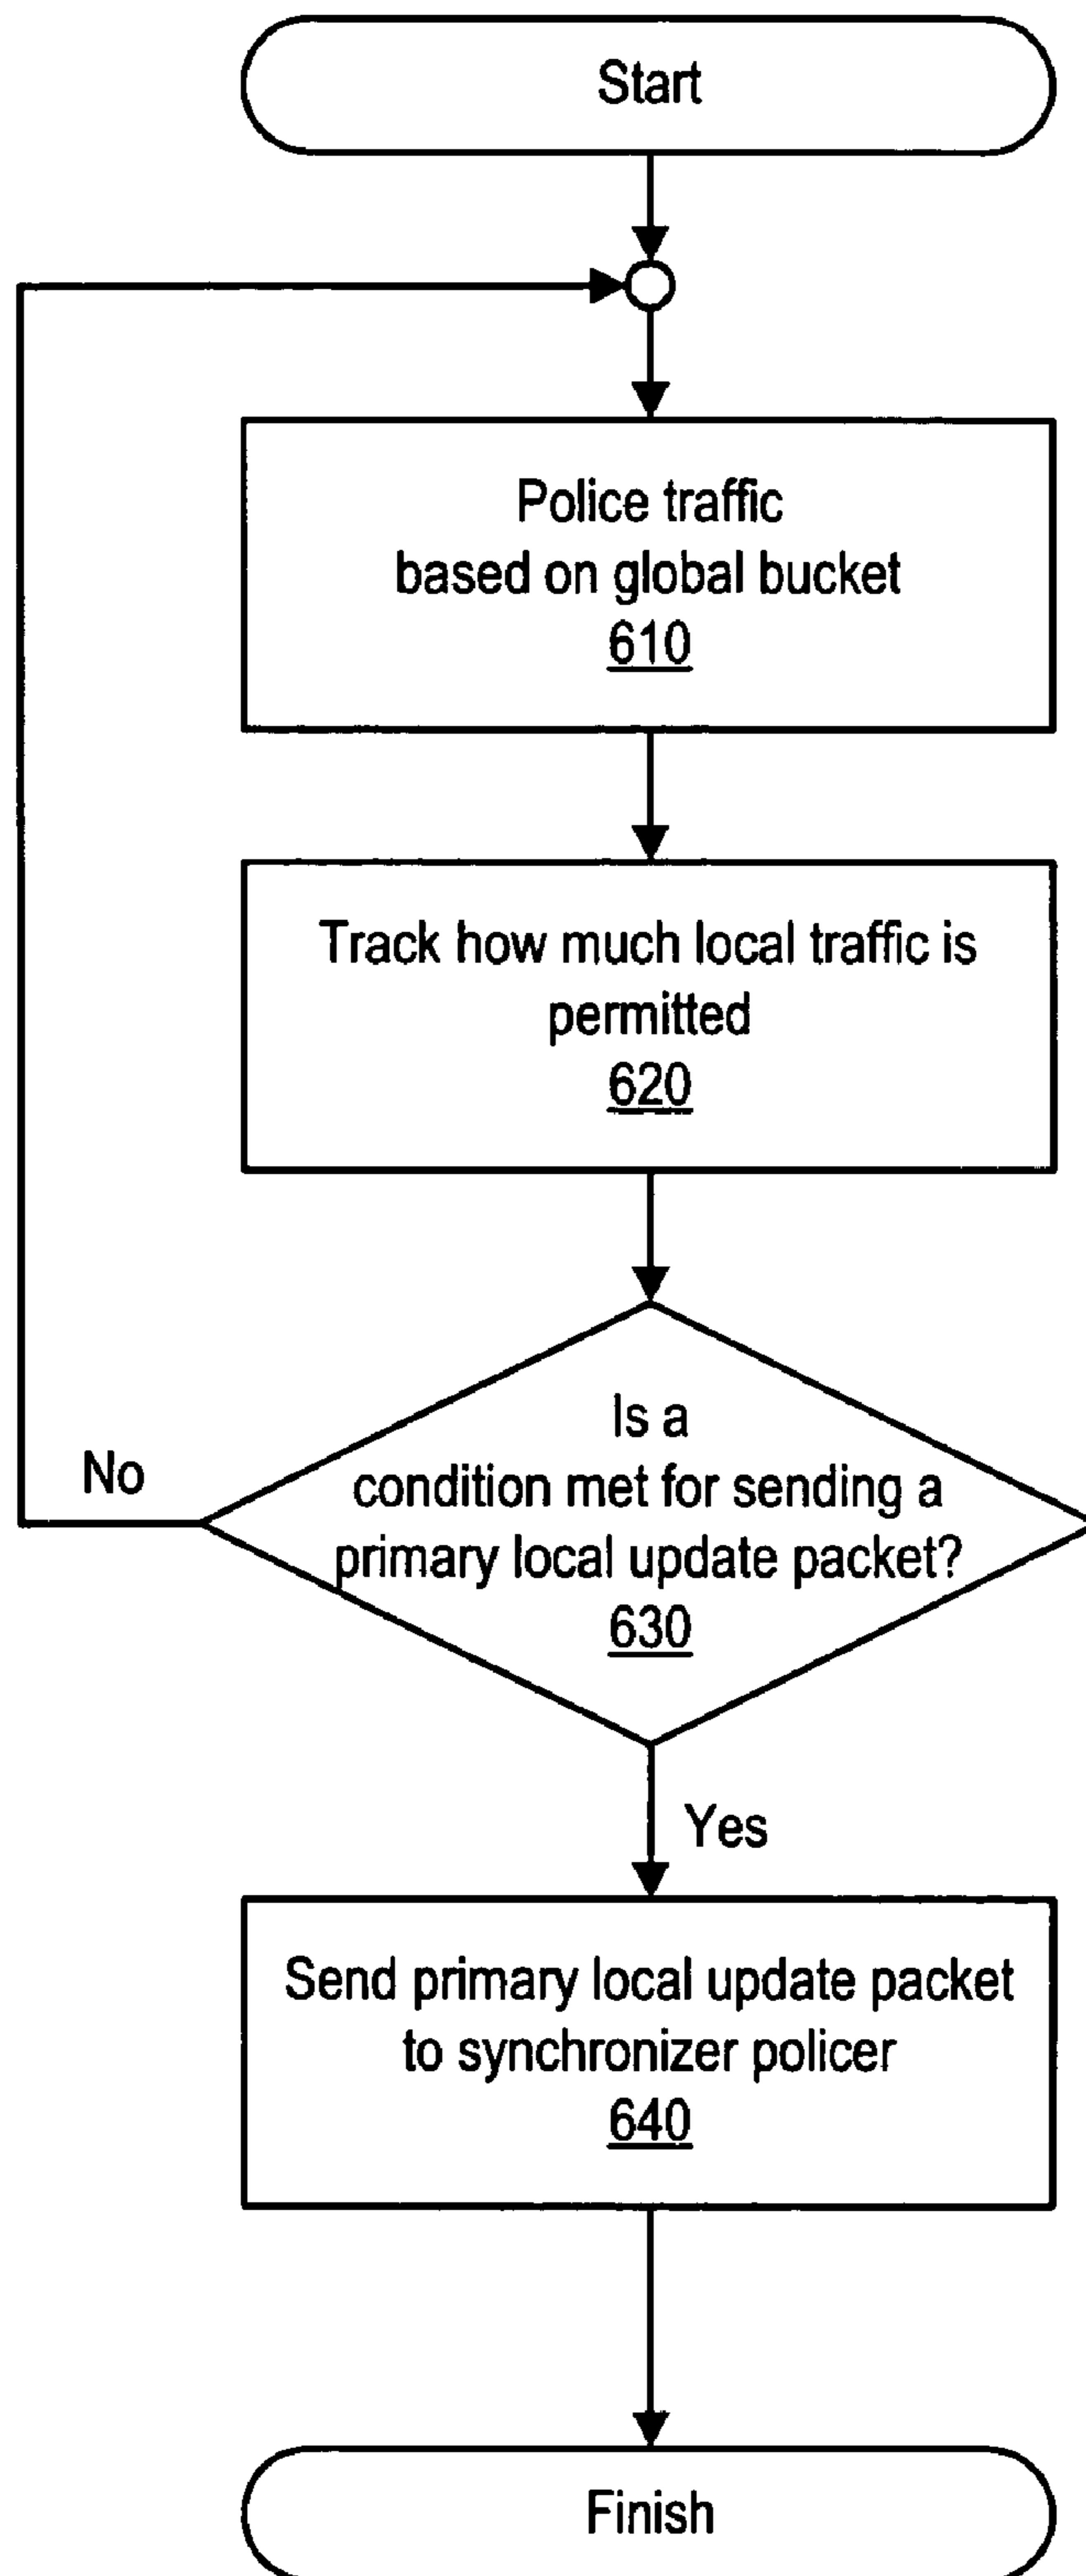 Start
Police traffic
based on global bucket
610
Track how much local traffic is
permitted
620
Is a
condition met for sending a
primary local update packet?
630
No
Yes
Send primary local update packet
to synchronizer policer
640
Finish